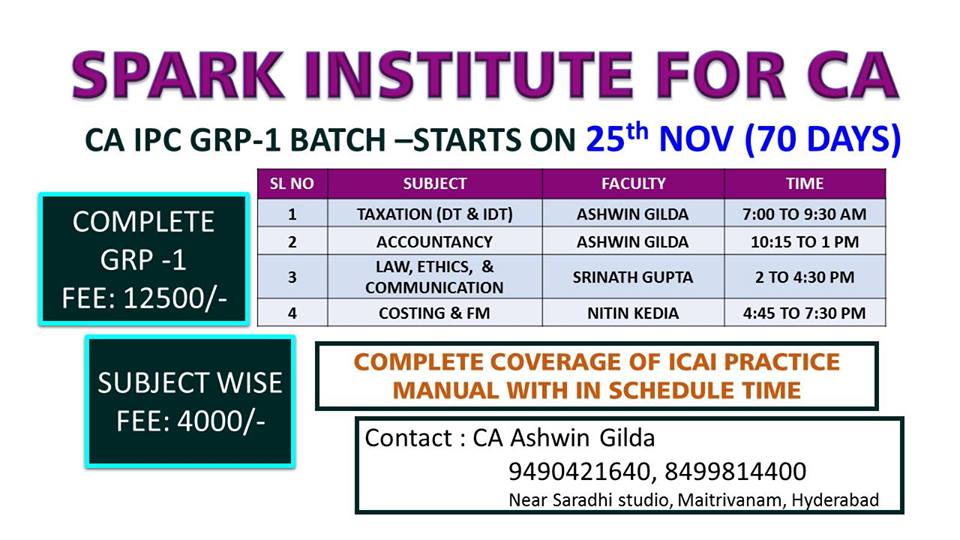 SPARK INSTITUTE FOR CA
CA IPC GRP-1 BATCH –STARTS ON 25th NOV (70 DAYS)
COMPLETE
GRP -1
FEE: 12500/-
SL NO SUBJECT FACULTY TIME
1 TAXATION (DT & IDT) ASHWIN GILDA 7:00 TO 9:30 AM
2 ACCOUNTANCY ASHWIN GILDA 10:15 TO 1 PM
3 LAW, ETHICS, &
COMMUNICATION SRINATH GUPTA 2 TO 4:30 PM
4 COSTING & FM NITIN KEDIA 4:45 TO 7:30 PM
SUBJECT WISE
FEE: 4000/-
COMPLETE COVERAGE OF ICAI PRACTICE
MANUAL WITH IN SCHEDULE TIME
Contact : CA Ashwin Gilda
9490421640, 8499814400
Near Saradhi studio, Maitrivanam, Hyderabad